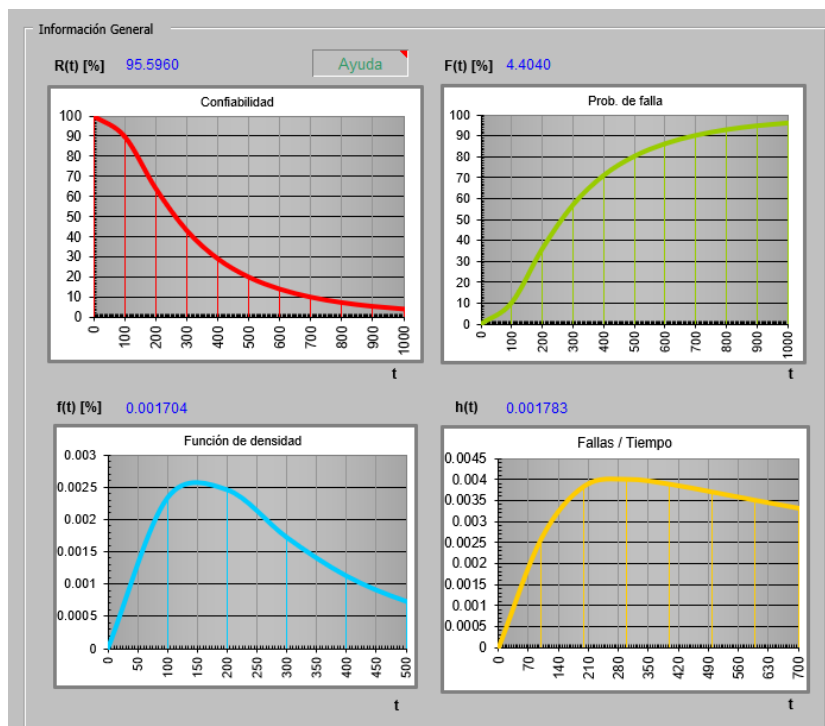 Información General
R(t) [%] 95.5960 Ayuda
Confiabilidad
100
90
80
70
60
50
40
30
20
10
0
0 100 200 300 400 500 600 700 800 900 1000
t
F(t) [%] 4.4040
Prob. de falla
100
90
80
70
60
50
40
30
20
10
0
0 100 200 300 400 500 600 700 800 900 1000
t
f(t) [%] 0.001704
Función de densidad
0.003
0.0025
0.002
0.0015
0.001
0.0005
0
0 50 100 150 200 250 300 350 400 450 500
t
h(t) 0.001783
Fallas / Tiempo
0.0045
0.004
0.0035
0.003
0.0025
0.002
0.0015
0.001
0.0005
0
0 70 140 210 280 350 420 490 560 630 700
t